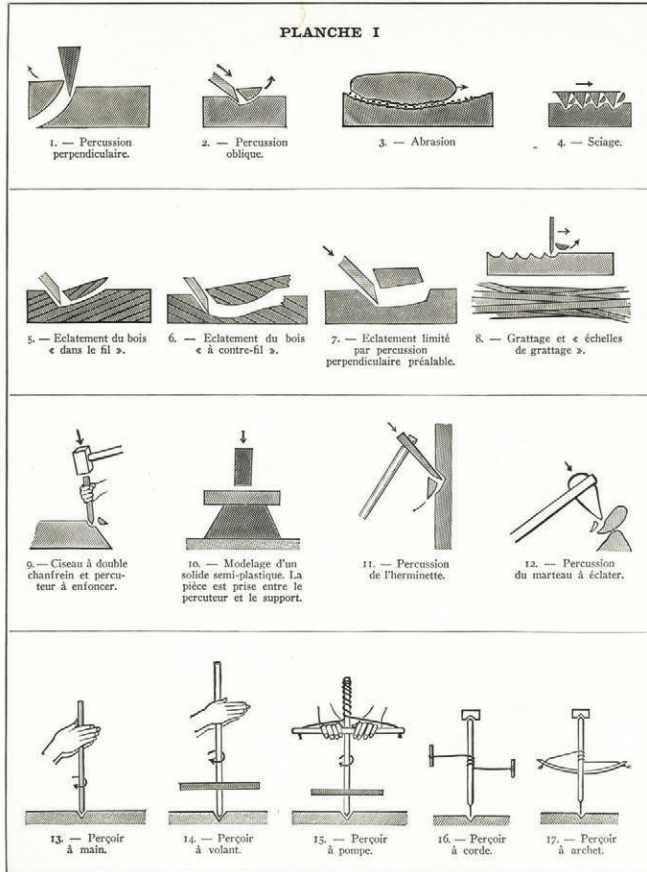 PLANCHE I
1. — Percussion
perpendiculaire.
2. — Percussion
oblique.
3. — Abrasion
4. — Sciage.
5. — Eclatement du bois
« dans le fil ».
6. — Eclatement du bois
« à contre-fil ».
7. — Eclatement limité
par percussion
perpendiculaire préalable.
8. — Grattage et « échelles
de grattage ».
9. — Ciseau à double
chanfrein et percu-
teur à enfoncer.
10. — Modelage d'un
solide semi-plastique. La
pièce est prise entre le
percuteur et le support.
11. — Percussion
de l'herminette.
12. — Percussion
du marteau à éclater.
13. — Perçoir
à main.
14. — Perçoir
à volant.
15. — Perçoir
à pompe.
16. — Perçoir
à corde.
17. — Perçoir
à archet.